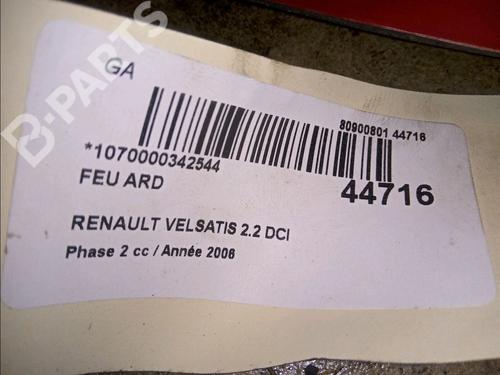 GA
80900801 44716
*1070000342544
44716
FEU ARD
RENAULT VELSATIS 2.2 DCI
Phase 2 cc / Année 2006
B-PARTS